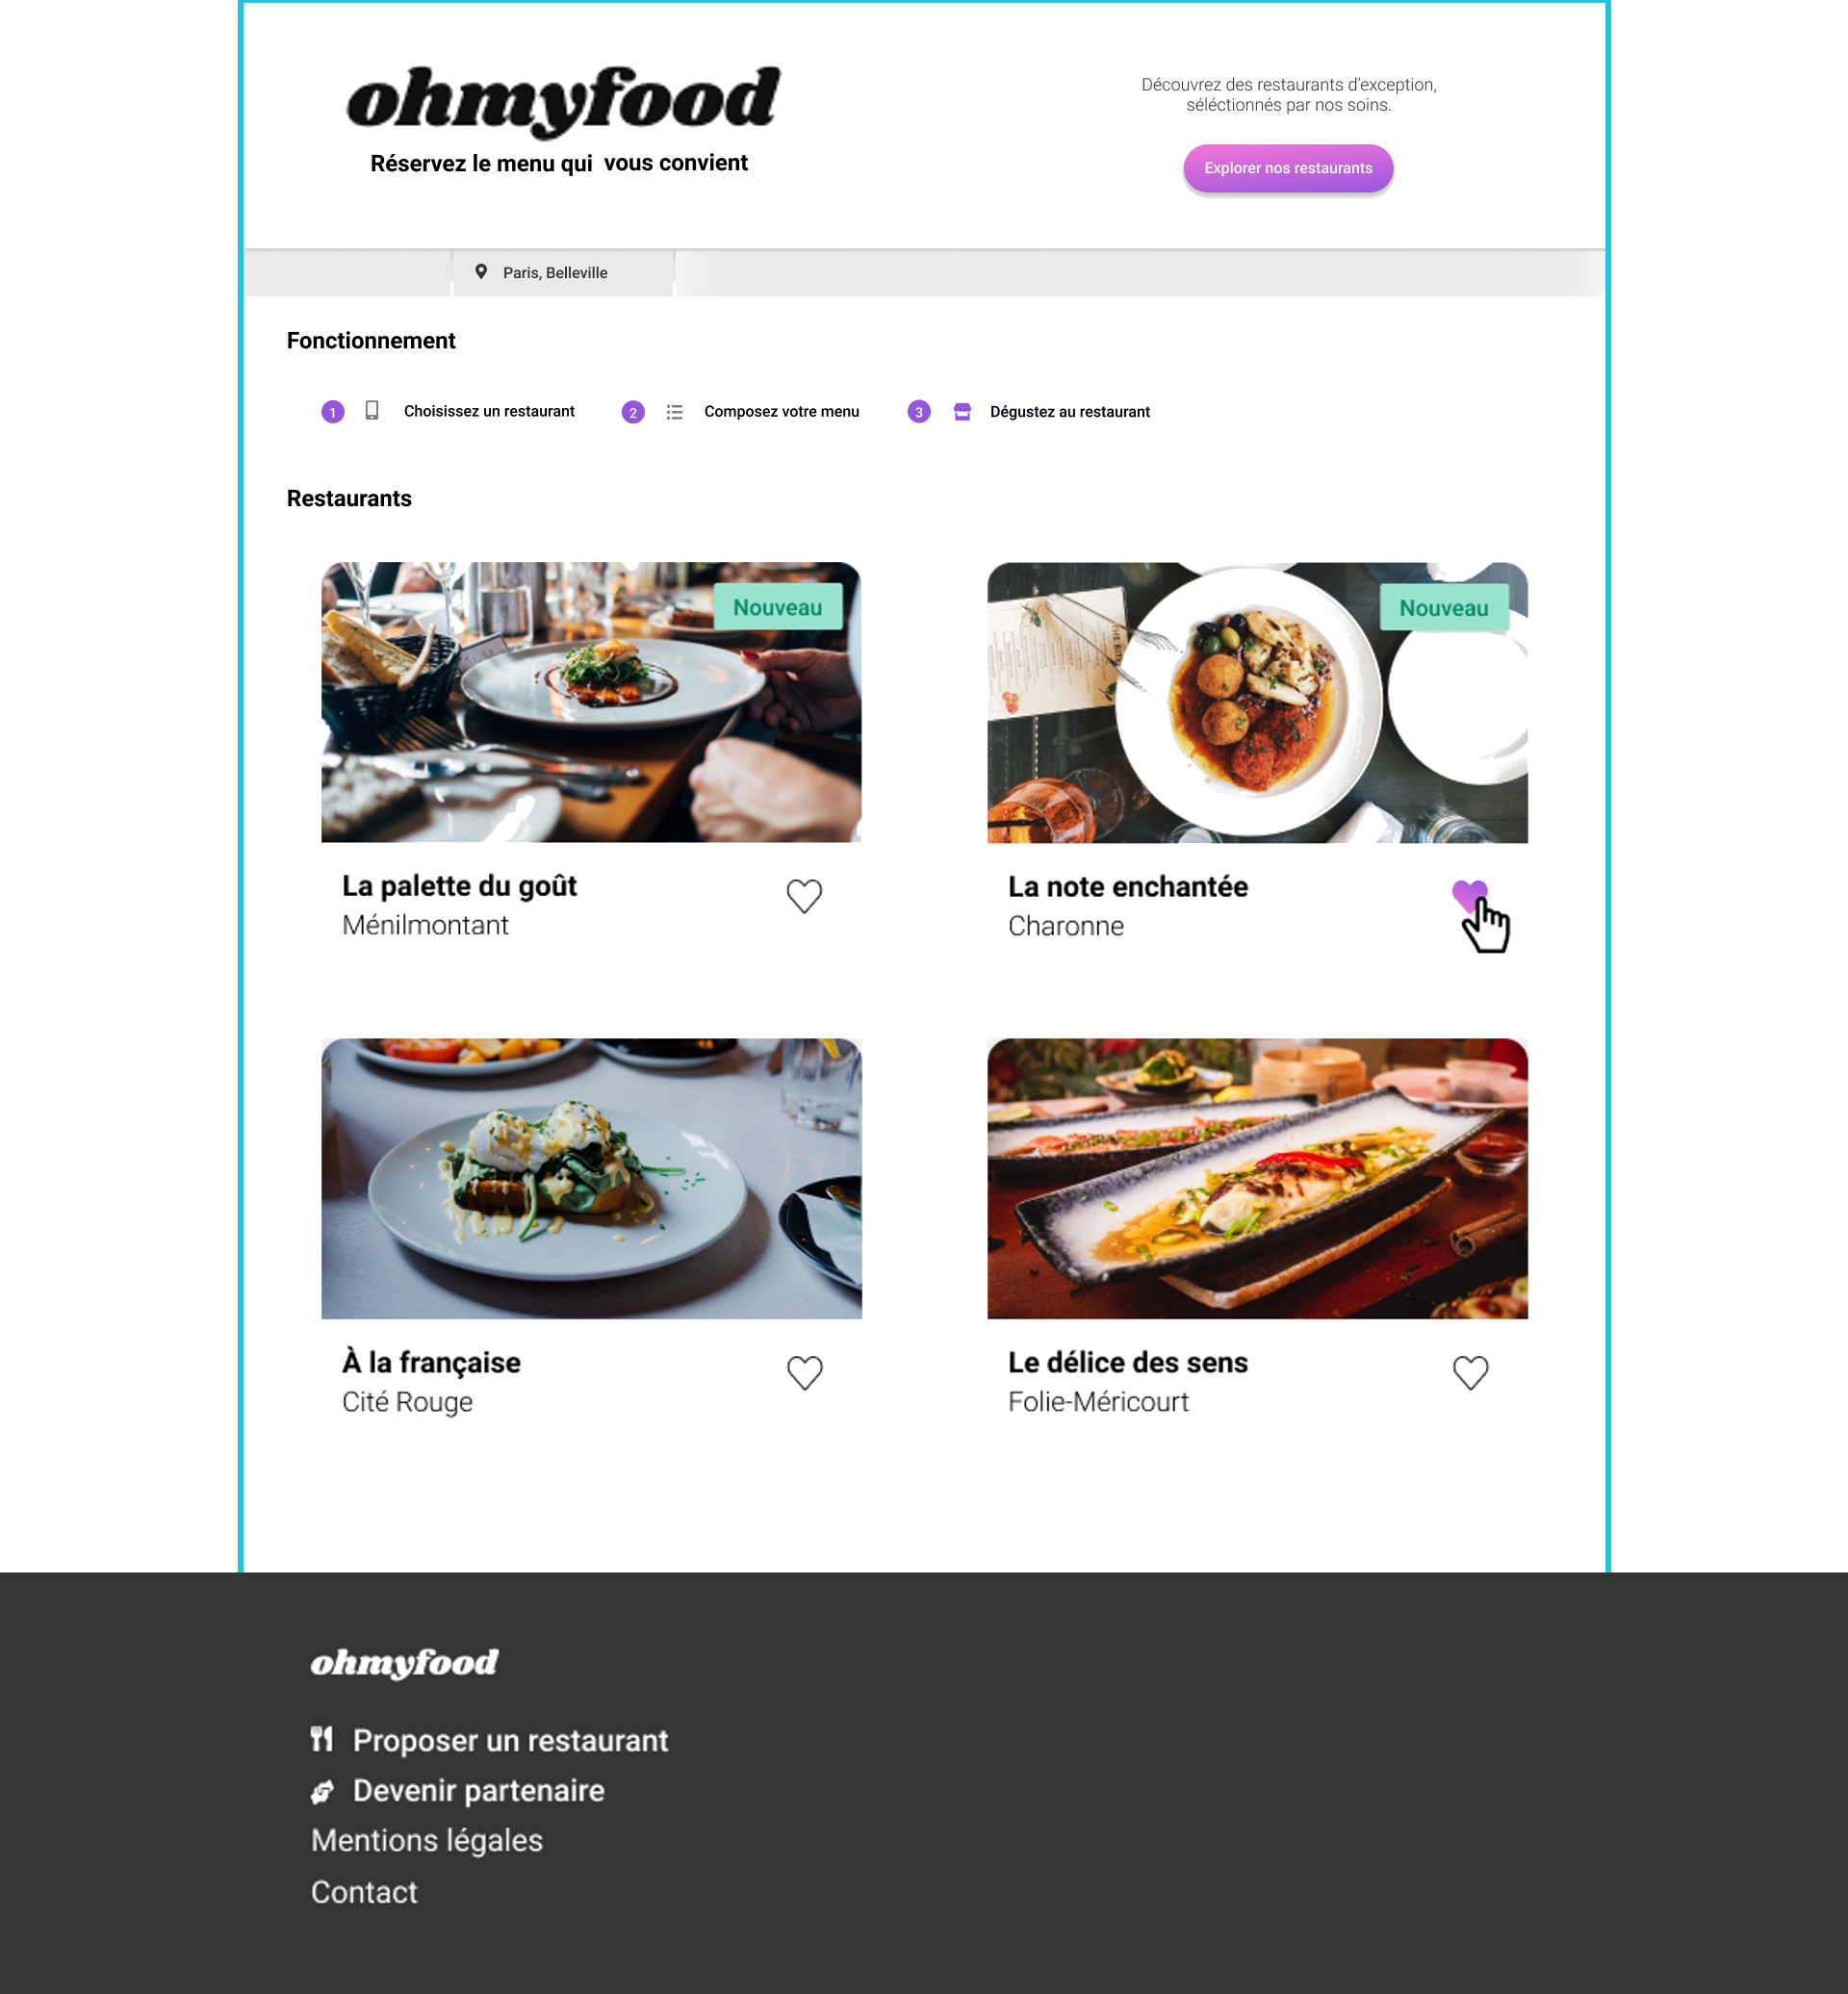 ohmyfood
Réservez le menu qui vous convient
Découvrez des restaurants d'exception,
séléctionnés par nos soins.
Explorer nos restaurants
Paris, Belleville
Fonctionnement
1 Choisissez un restaurant
2 Composez votre menu
3 Dégustez au restaurant
Restaurants
Nouveau
La palette du goût
Ménilmontant
Nouveau
La note enchantée
Charonne
À la française
Cité Rouge
Le délice des sens
Folie-Méricourt
ohmyfood
Proposer un restaurant
Devenir partenaire
Mentions légales
Contact